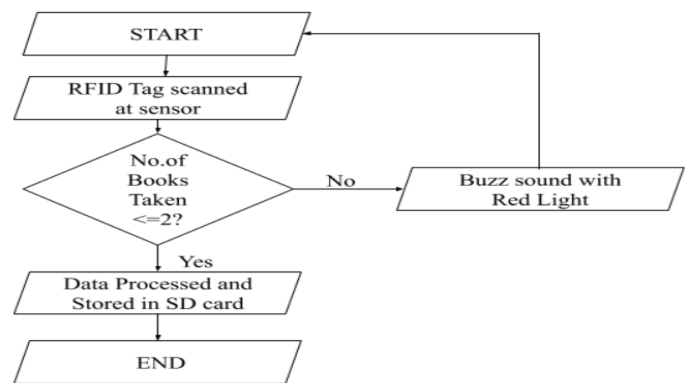 START
RFID Tag scanned
at sensor
No.of
Books
Taken
<=2?
No
Buzz sound with
Red Light
Yes
Data Processed and
Stored in SD card
END